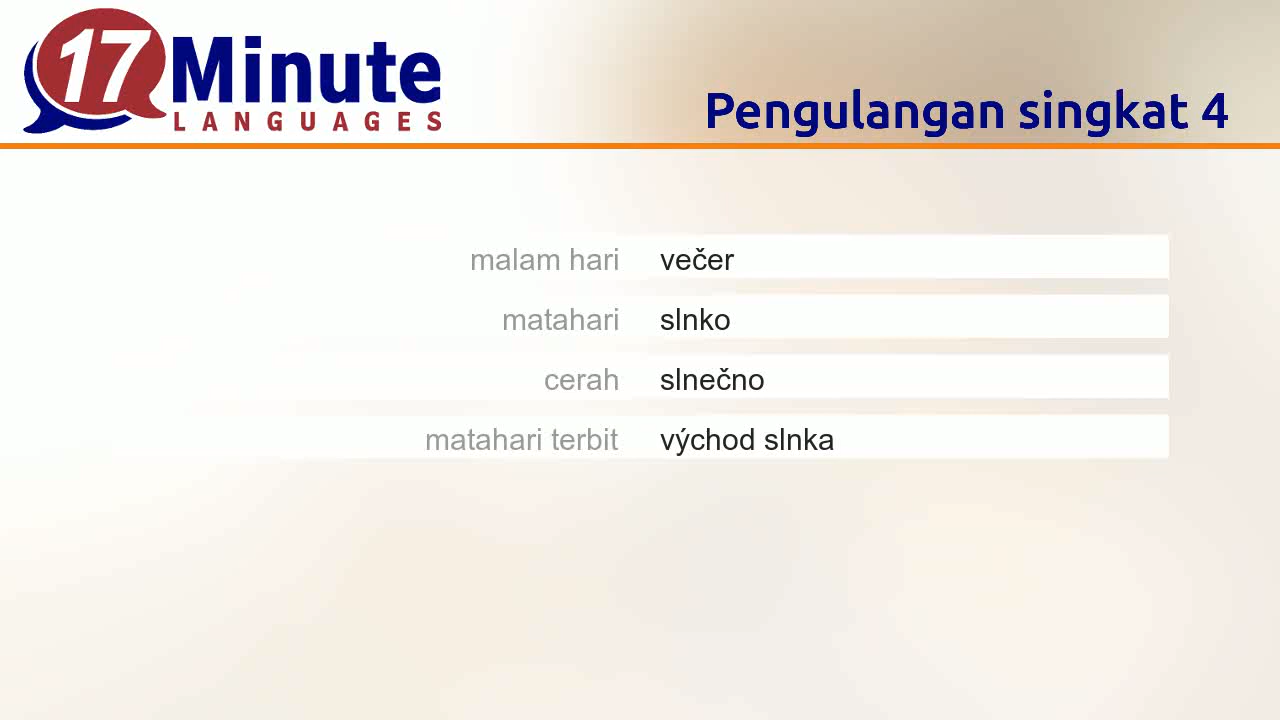 17 Minute
LANGUAGES
Pengulangan singkat 4
malam hari večer
matahari slnko
cerah slnečno
matahari terbit východ slnka